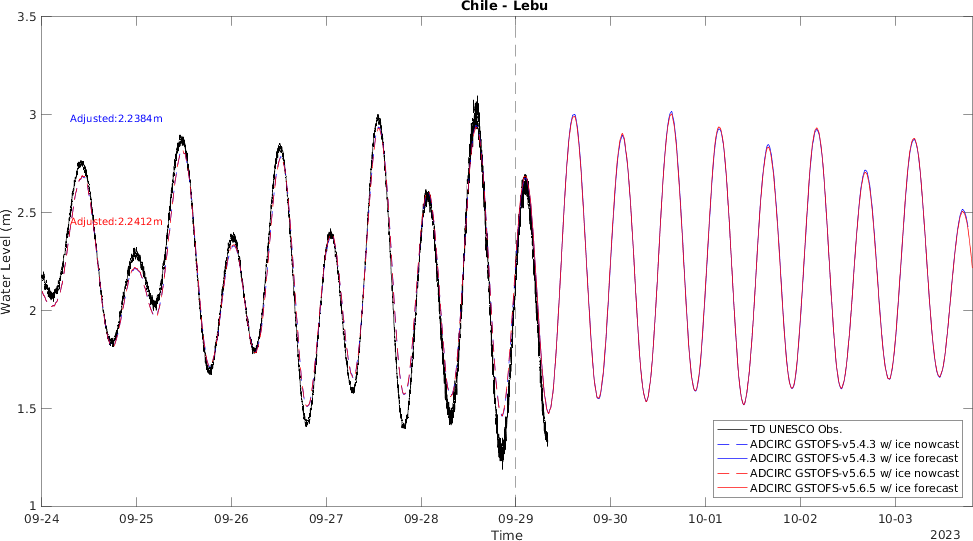 Chile - Lebu
3.5
3
2.5
2
1.5
1
Water Level (m)
Adjusted:2.2384m
Adjusted:2.2412m
TD UNESCO Obs.
ADCIRC GSTOFS-v5.4.3 w/ ice nowcast
ADCIRC GSTOFS-v5.4.3 w/ ice forecast
ADCIRC GSTOFS-v5.6.5 w/ ice nowcast
ADCIRC GSTOFS-v5.6.5 w/ ice forecast
09-24 09-25 09-26 09-27 09-28 09-29 09-30 10-01 10-02 10-03
Time
2023